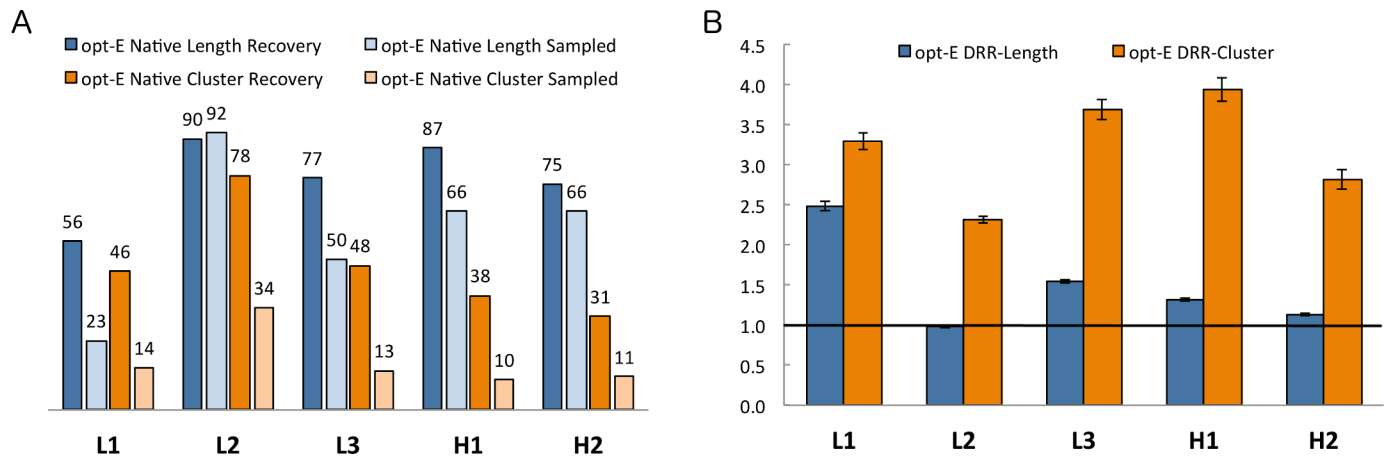 A
opt-E Native Length Recovery
opt-E Native Length Sampled
opt-E Native Cluster Recovery
opt-E Native Cluster Sampled
56
23
46
14
90
92
78
34
77
50
48
13
87
66
38
10
75
66
31
11
L1
L2
L3
H1
H2
B
opt-E DRR-Length
opt-E DRR-Cluster
4.5
4.0
3.5
3.0
2.5
2.0
1.5
1.0
0.5
0.0
L1
L2
L3
H1
H2